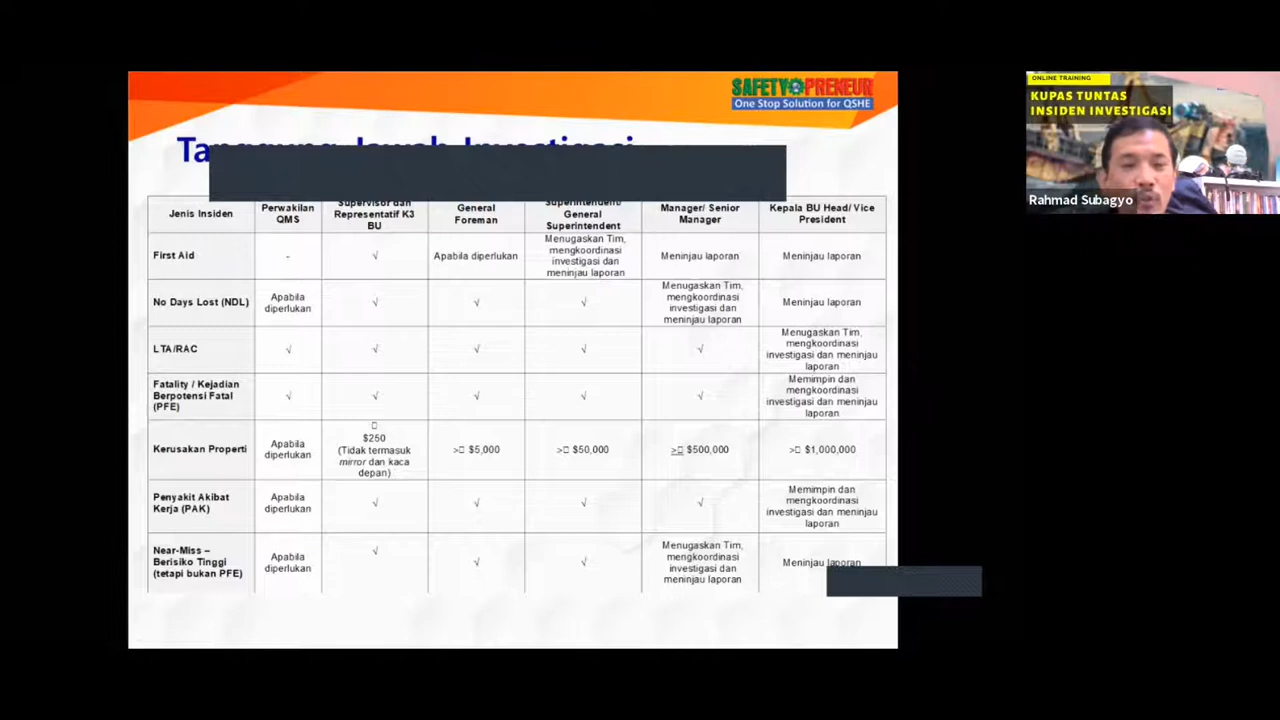 SAFETYPRENEUR
One Stop Solution for QSHE
Tanggung Jawab Investigasi
Jenis Insiden
Perwakilan
QMS
Supervisor dan
Representatif K3
BU
General
Foreman
Superintendent/
General
Superintendent
Manager/ Senior
Manager
Kepala BU Head/ Vice
President
First Aid
-
√
Apabila diperlukan
Menugaskan Tim,
mengkoordinasi
investigasi dan
meninjau laporan
Meninjau laporan
Meninjau laporan
No Days Lost (NDL)
Apabila
diperlukan
√
√
√
Menugaskan Tim,
mengkoordinasi
investigasi dan
meninjau laporan
Meninjau laporan
LTA/RAC
√
√
√
√
√
Menugaskan Tim,
mengkoordinasi
investigasi dan meninjau
laporan
Fatality / Kejadian
Berpotensi Fatal
(PFE)
√
√
√
√
√
Memimpin dan
mengkoordinasi
investigasi dan meninjau
laporan
Kerusakan Properti
Apabila
diperlukan
$250
(Tidak termasuk
mirror dan kaca
depan)
>□ $5,000
>□ $50,000
>□ $500,000
>□ $1,000,000
Penyakit Akibat
Kerja (PAK)
Apabila
diperlukan
√
√
√
√
Memimpin dan
mengkoordinasi
investigasi dan meninjau
laporan
Near-Miss –
Berisiko Tinggi
(tetapi bukan PFE)
Apabila
diperlukan
√
√
√
Menugaskan Tim,
mengkoordinasi
investigasi dan
meninjau laporan
Meninjau laporan
ONLINE TRAINING
KUPAS TUNTAS
INSIDEN INVESTIGASI
Rahmad Subagyo